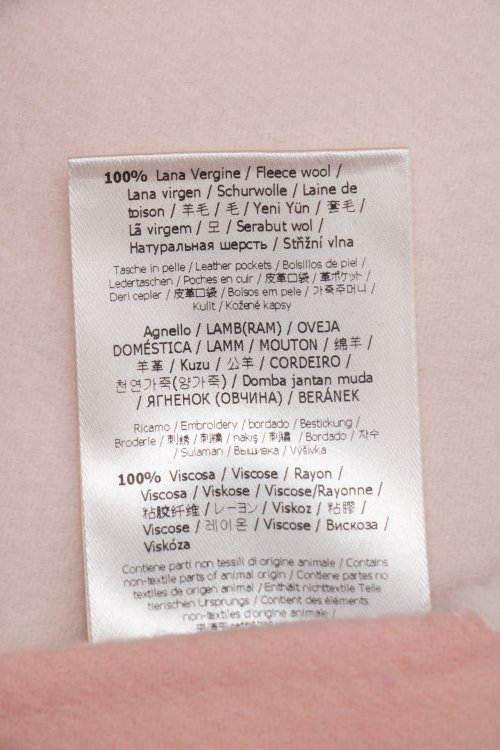 100% Lana Vergine / Fleece wool /
Lana virgen / Schurwolle / Laine de
toison / 羊毛 / 毛 / Yeni Yün / 套毛 /
Lã virgem / 모 / Serabut wol /
Натуральная шерсть / Střižní vlna
Tasche in pelle / Leather pockets / Bolsillos de piel /
Ledertaschen / Poches en cuir / 皮革口袋 / 革ポケット /
Deri cepler / 皮革口袋 / Bolsos em pele / 가죽주머니 /
Kulit / Kožené kapsy
Agnello / LAMB(RAM) / OVEJA
DOMÉSTICA / LAMM / MOUTON / 绵羊 /
羊革 / Kuzu / 公羊 / CORDEIRO /
천연가죽(양가죽) / Domba jantan muda
/ ЯГНЕНОК (ОВЧИНА) / BERÁNEK
Ricamo / Embroidery / bordado / Bestickung /
Broderie / 刺绣 / 刺繍 / nakış / 刺繡 / Bordado / 자수
/ Sulaman / Вышивка / Výšivka
100% Viscosa / Viscose / Rayon /
Viscosa / Viskose / Viscose/Rayonne /
粘胶纤维 / レーヨン / Viskoz / 粘膠 /
Viscose / 레이온 / Viscose / Вискоза /
Viskóza
Contiene parti non tessili di origine animale / Contains
non-textile parts of animal origin / Contiene partes no
textiles de origen animal / Enthält nichttextile Teile
tierischen Ursprungs / Contient des éléments
non-textiles d'origine animale /